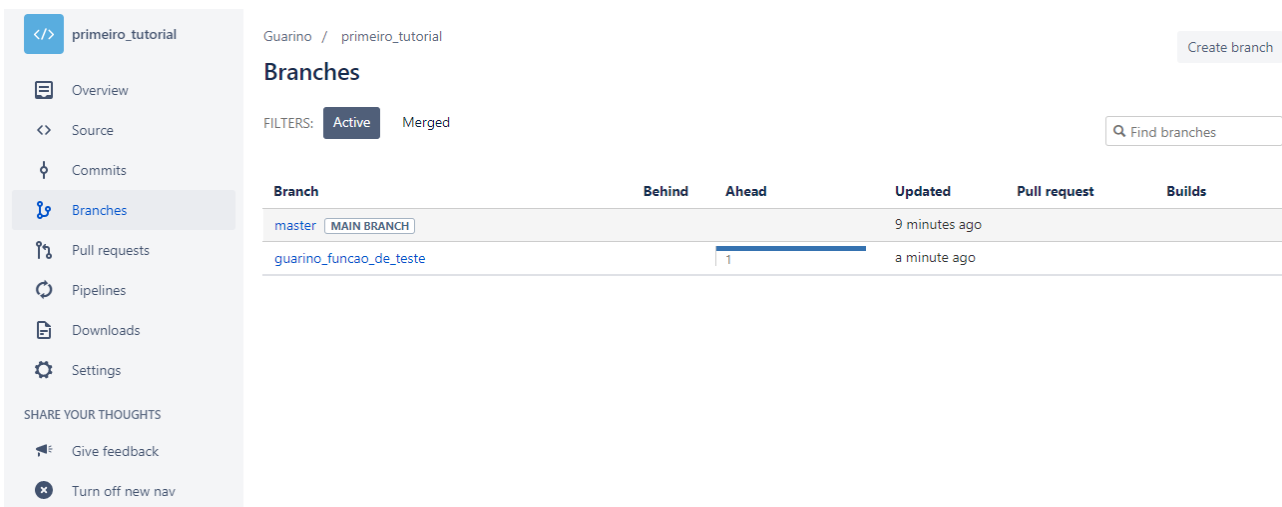 </> primeiro_tutorial
Overview
Source
Commits
Branches
Pull requests
Pipelines
Downloads
Settings
SHARE YOUR THOUGHTS
Give feedback
Turn off new nav
Guarino / primeiro_tutorial
Create branch
Branches
FILTERS: Active Merged
Find branches
Branch Behind Ahead Updated Pull request Builds
master MAIN BRANCH 9 minutes ago
guarino_funcao_de_teste 1 a minute ago